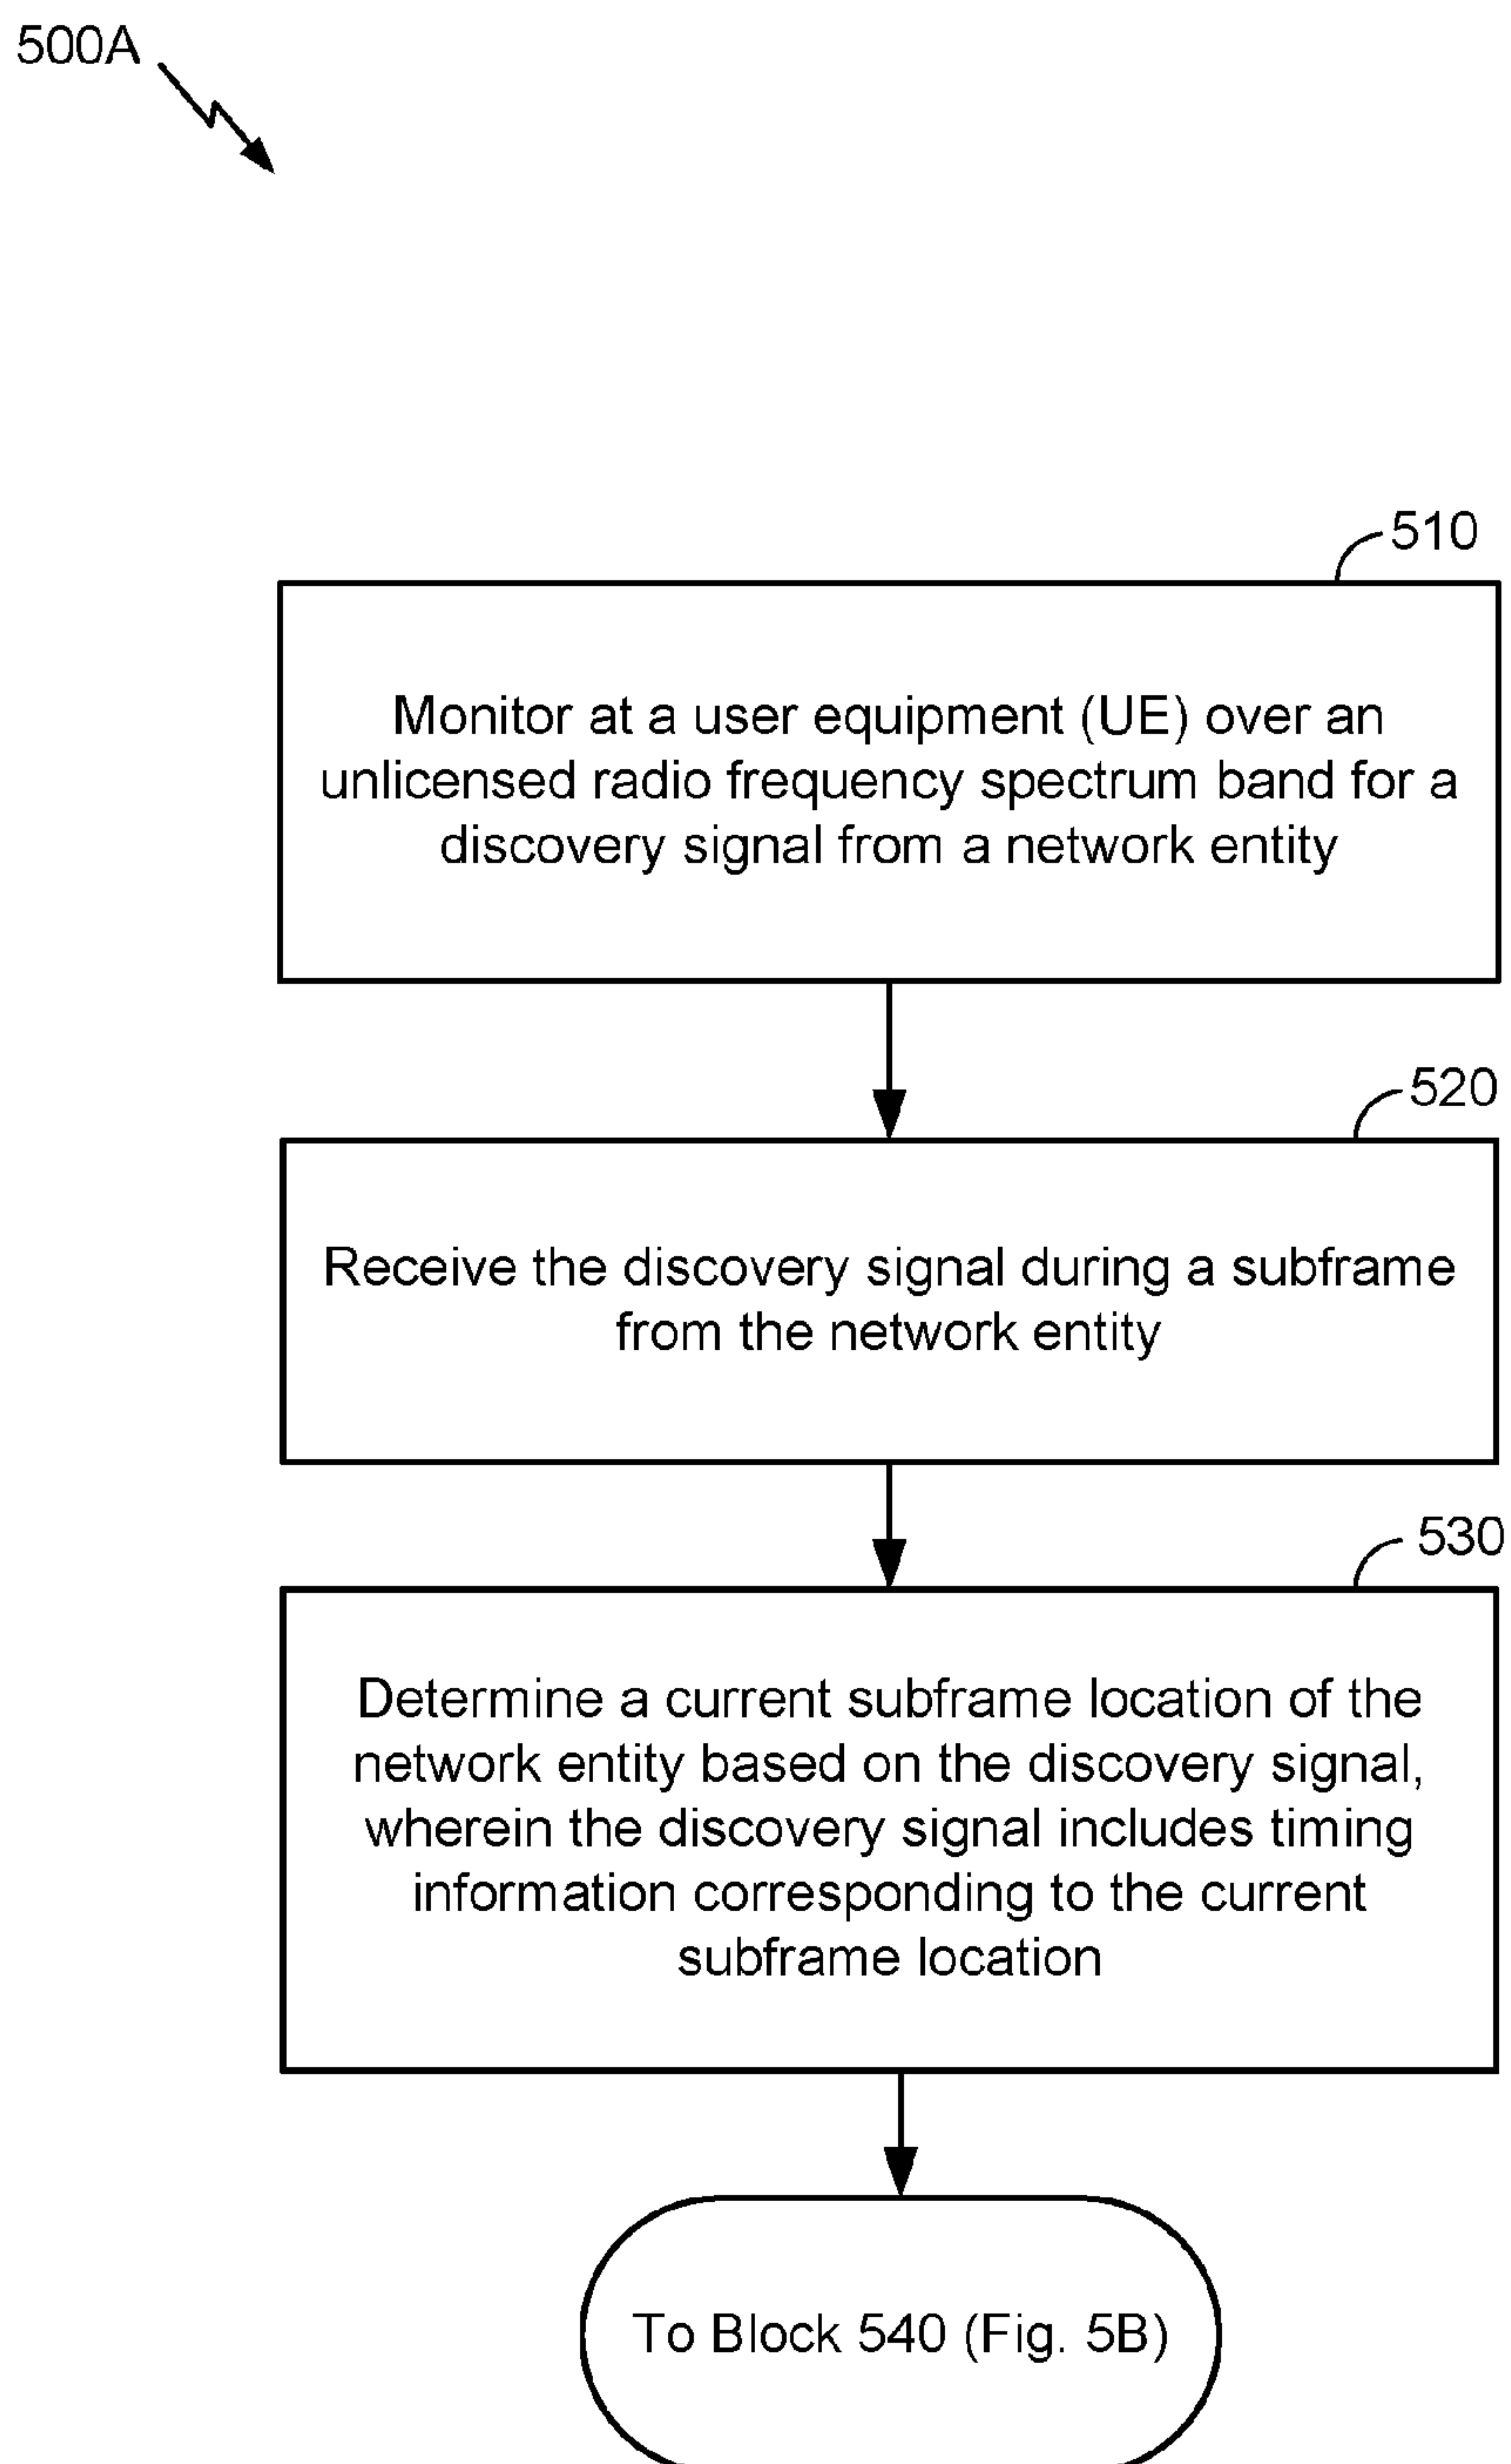 500A
510
Monitor at a user equipment (UE) over an
unlicensed radio frequency spectrum band for a
discovery signal from a network entity
520
Receive the discovery signal during a subframe
from the network entity
530
Determine a current subframe location of the
network entity based on the discovery signal,
wherein the discovery signal includes timing
information corresponding to the current
subframe location
To Block 540 (Fig. 5B)